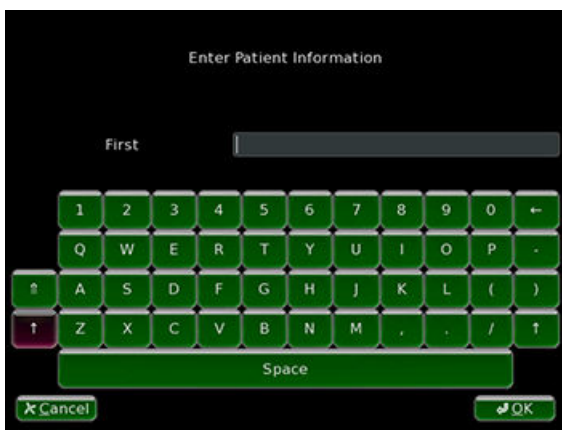 Enter Patient Information
First
1 2 3 4 5 6 7 8 9 0 ←
Q W E R T Y U I O P -
⇑ A S D F G H J K L ( )
↑ Z X C V B N M , . / ↑
Space
Cancel OK